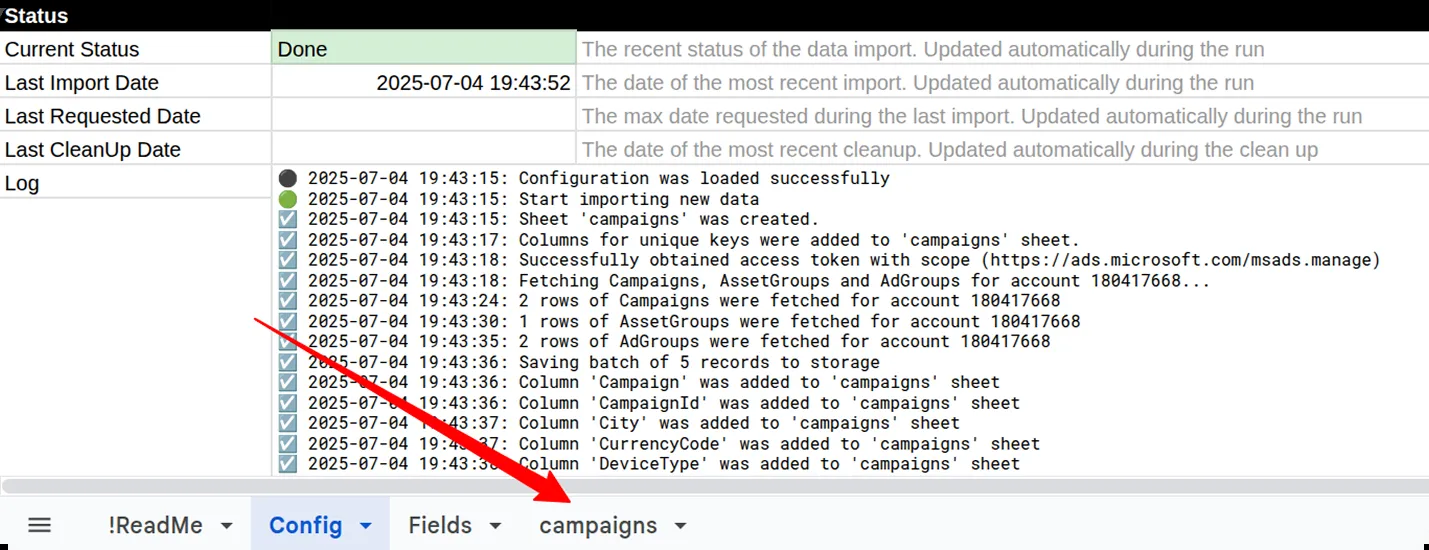 Status
Current Status Done The recent status of the data import. Updated automatically during the run
Last Import Date 2025-07-04 19:43:52 The date of the most recent import. Updated automatically during the run
Last Requested Date The max date requested during the last import. Updated automatically during the run
Last CleanUp Date The date of the most recent cleanup. Updated automatically during the clean up
Log 2025-07-04 19:43:15: Configuration was loaded successfully
2025-07-04 19:43:15: Start importing new data
2025-07-04 19:43:15: Sheet 'campaigns' was created.
2025-07-04 19:43:17: Columns for unique keys were added to 'campaigns' sheet.
2025-07-04 19:43:18: Successfully obtained access token with scope (https://ads.microsoft.com/msads.manage)
2025-07-04 19:43:18: Fetching Campaigns, AssetGroups and AdGroups for account 180417668...
2025-07-04 19:43:24: 2 rows of Campaigns were fetched for account 180417668
2025-07-04 19:43:30: 1 rows of AssetGroups were fetched for account 180417668
2025-07-04 19:43:35: 2 rows of AdGroups were fetched for account 180417668
2025-07-04 19:43:36: Saving batch of 5 records to storage
2025-07-04 19:43:36: Column 'Campaign' was added to 'campaigns' sheet
2025-07-04 19:43:36: Column 'CampaignId' was added to 'campaigns' sheet
2025-07-04 19:43:37: Column 'City' was added to 'campaigns' sheet
2025-07-04 19:43:37: Column 'CurrencyCode' was added to 'campaigns' sheet
2025-07-04 Column 'DeviceType' was added to 'campaigns' sheet
!ReadMe Config Fields campaigns